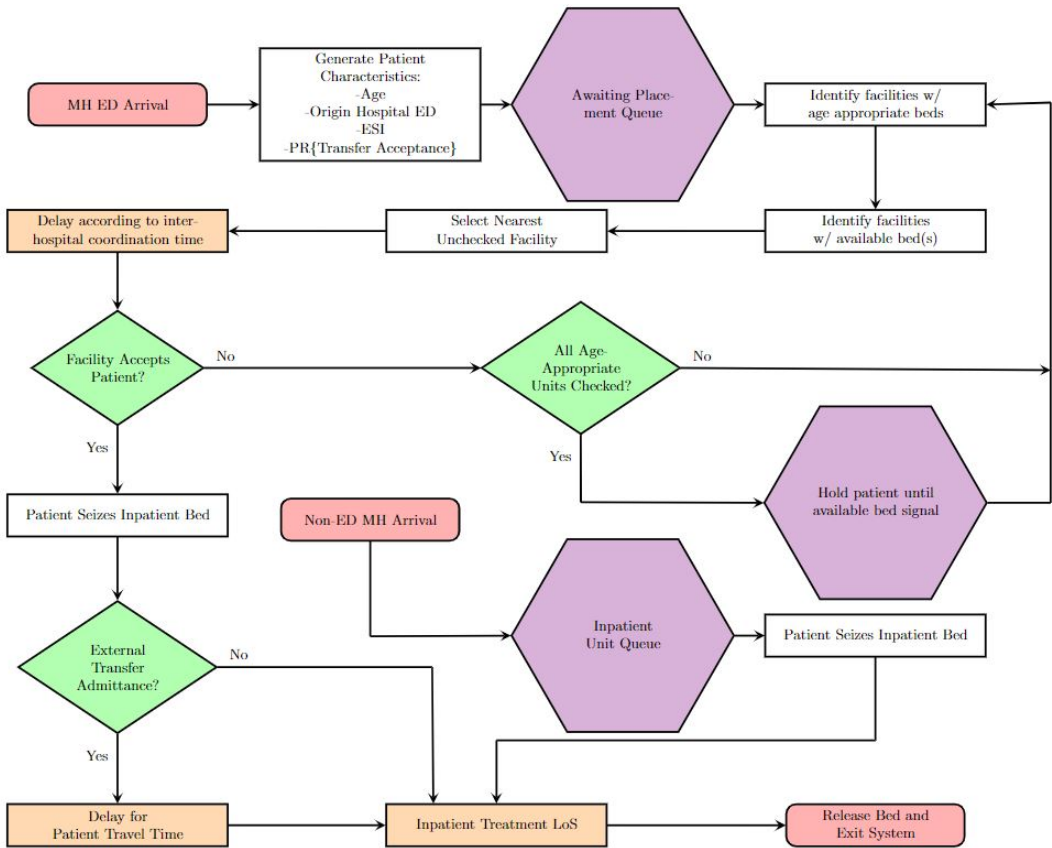 MH ED Arrival
Generate Patient
Characteristics:
-Age
-Origin Hospital ED
-ESI
-PR{Transfer Acceptance}
Awaiting Place-
ment Queue
Identify facilities w/
age appropriate beds
Delay according to inter-
hospital coordination time
Select Nearest
Unchecked Facility
Identify facilities
w/ available bed(s)
Facility Accepts
Patient?
No
All Age-
Appropriate
Units Checked?
No
Yes
Yes
Patient Seizes Inpatient Bed
Non-ED MH Arrival
Hold patient until
available bed signal
External
Transfer
Admittance?
No
Inpatient
Unit Queue
Patient Seizes Inpatient Bed
Yes
Delay for
Patient Travel Time
Inpatient Treatment LoS
Release Bed and
Exit System